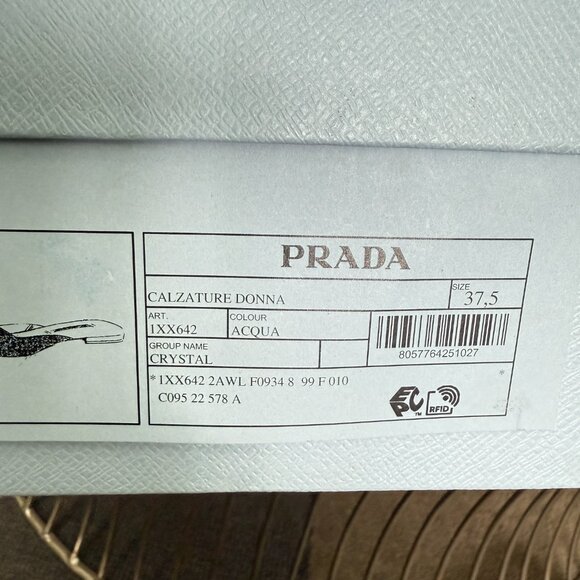 PRADA
CALZATURE DONNA
SIZE
37,5
ART.
1XX642
COLOUR
ACQUA
GROUP NAME
CRYSTAL
8057764251027
*1XX642 2AWL F0934 8 99 F 010
C095 22 578 A
EPC™
RFID